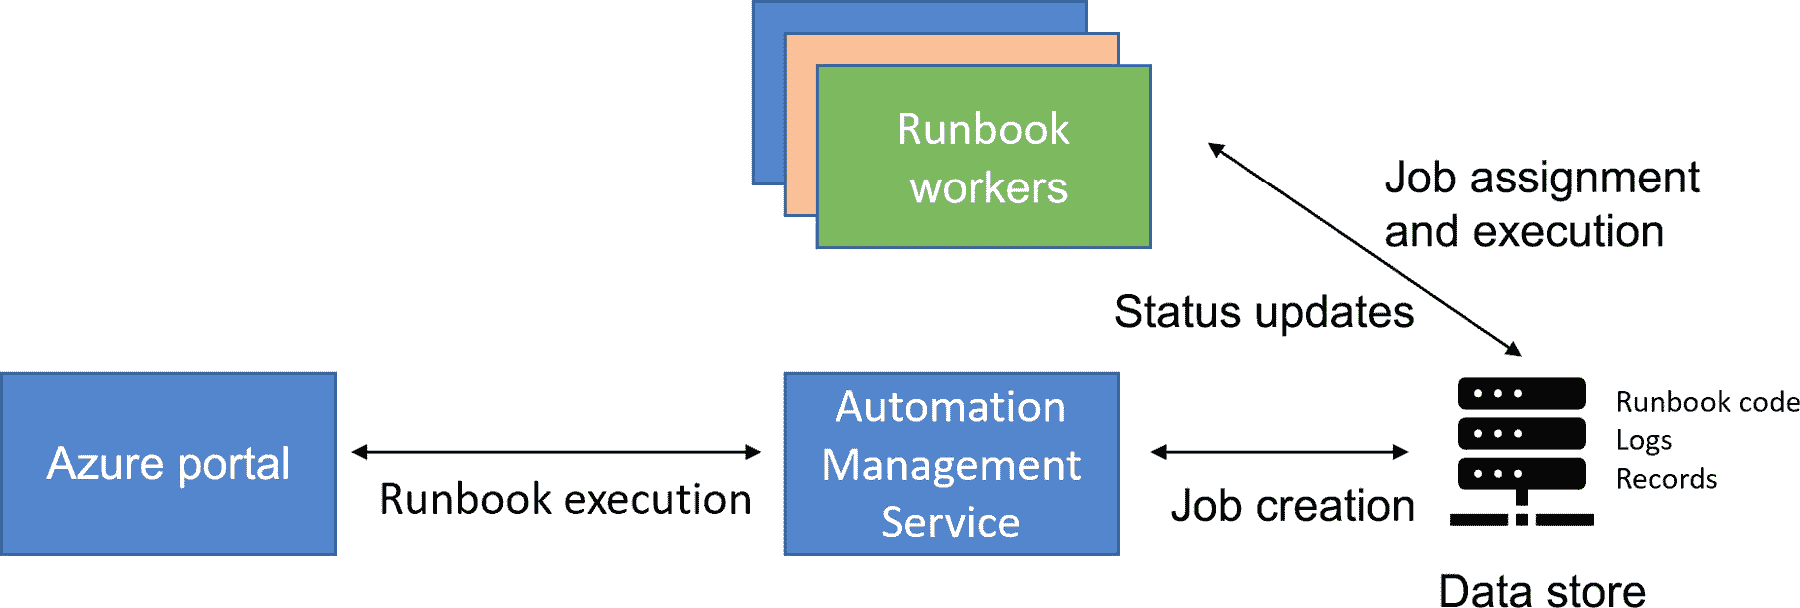 Runbook
workers
Job assignment
and execution
Status updates
Azure portal
Runbook execution
Automation
Management
Service
Job creation
Runbook code
Logs
Records
Data store